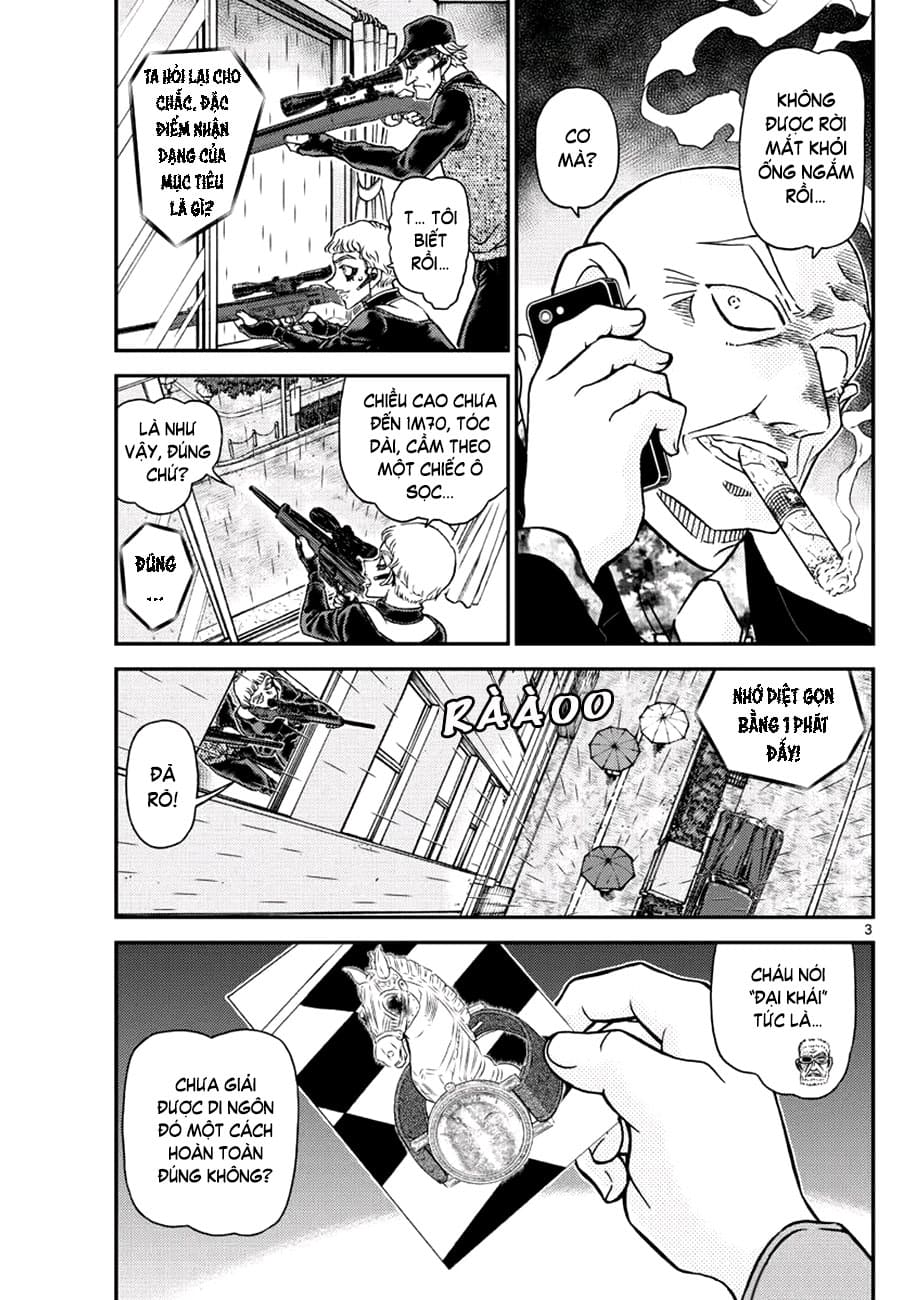 KHÔNG
ĐƯỢC RỜI
MẮT KHỎI
ỐNG NGẮM
RỒI...
CƠ
MÀ?
TA HỎI LẠI CHO
CHẮC. ĐẶC
ĐIỂM NHẬN
DẠNG CỦA
MỤC TIÊU
LÀ GÌ?
T... TÔI
BIẾT
RỒI...
CHIỀU CAO CHƯA
ĐẾN 1M70, TÓC
DÀI, CẦM THEO
MỘT CHIẾC Ô
SỌC...
LÀ NHƯ
VẬY, ĐÚNG
CHỨ?
ĐÚNG
...
NHỚ DIỆT GỌN
BẰNG 1 PHÁT
ĐẤY!
RÀÀOO
ĐÃ
RÕ!
3
CHÁU NÓI
"ĐẠI KHÁI"
TỨC LÀ...
CHƯA GIẢI
ĐƯỢC DI NGÔN
ĐÓ MỘT CÁCH
HOÀN TOÀN
ĐÚNG KHÔNG?